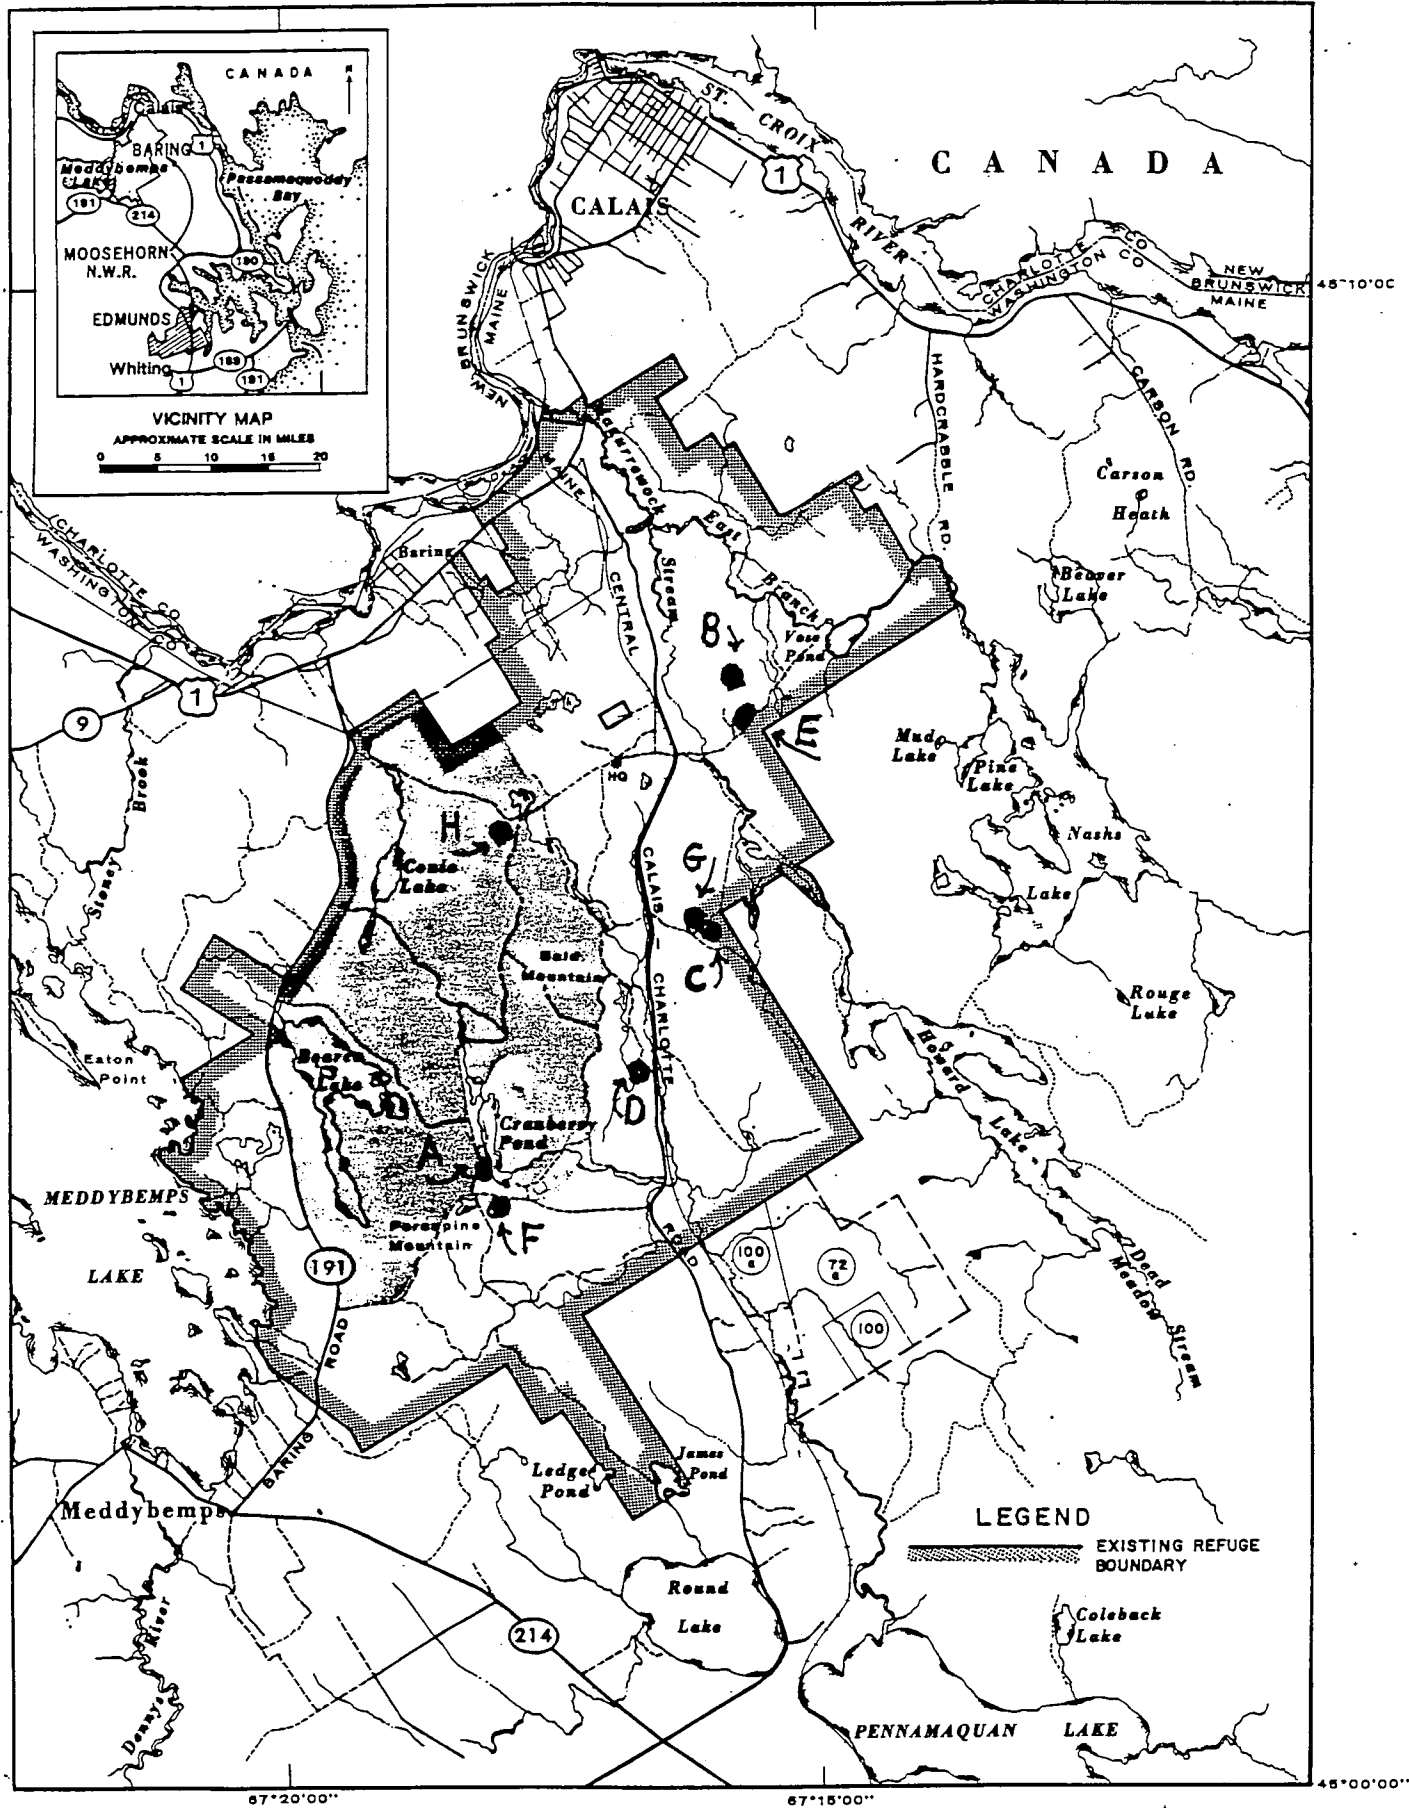 CANADA
N
Calais
BARING
1
Meddybemps
Lake
Passamaquoddy
Bay
191
214
MOOSEHORN
N.W.R.
190
EDMUNDS
Whiting
189
1
191
VICINITY MAP
APPROXIMATE SCALE IN MILES
0 5 10 15 20
ST. CROIX RIVER
CANADA
1
CALAIS
NEW BRUNSWICK
MAINE
CHARLOTTE CO
WASHINGTON CO
NEW
BRUNSWICK
MAINE
45°10'00
HARDCRABBLE RD.
CARSON RD.
Carson
Heath
MAINE CENTRAL
Stream
East Branch
Baring
CHARLOTTE CO
WASHINGTON CO
Beaver
Lake
B
Vose
Pond
1
9
E
Mud
Lake
Pine
Lake
HQ
Stoney Brook
H
Conic
Lake
Nashs
Lake
G
CALAIS - CHARLOTTE ROAD
Bald
Mountain
C
Rouge
Lake
Eaton
Point
Bearce
Lake
Howard
Lake
D
Cranberry
Pond
A
MEDDYBEMPS
LAKE
Porcupine
Mountain
F
191
100
a
72
a
100
Dead
Meadow
Stream
BARING ROAD
Ledge
Pond
James
Pond
Meddybemps
LEGEND
EXISTING REFUGE
BOUNDARY
Round
Lake
Coleback
Lake
214
Dennys River
PENNAMAQUAN LAKE
45°00'00"
67°20'00"
67°15'00"